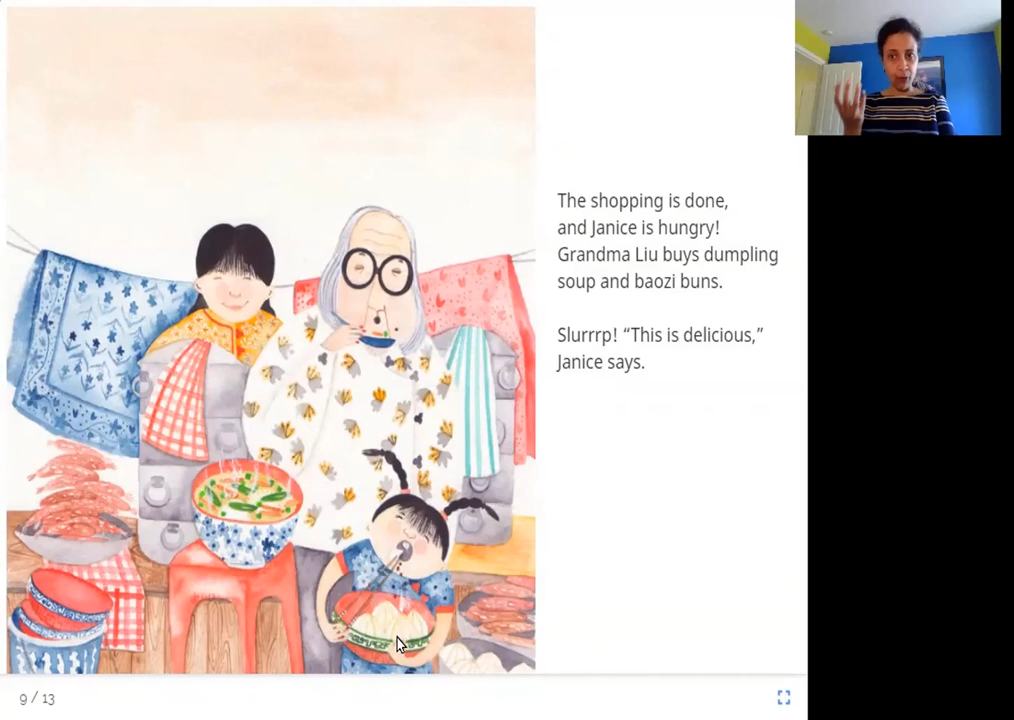 The shopping is done,
and Janice is hungry!
Grandma Liu buys dumpling
soup and baozi buns.
Slurrrp! “This is delicious,”
Janice says.
9 / 13